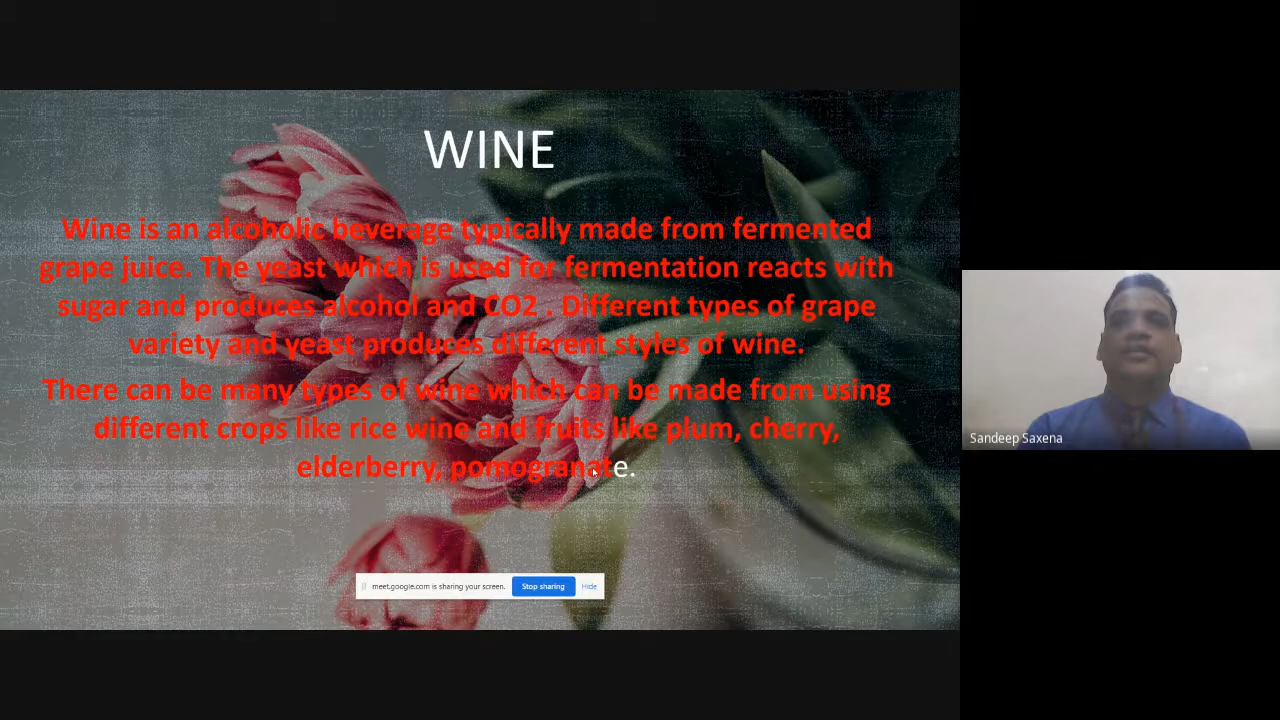 WINE
Wine is an alcoholic beverage typically made from fermented
grape juice. The yeast which is used for fermentation reacts with
sugar and produces alcohol and CO2 . Different types of grape
variety and yeast produces different styles of wine.
There can be many types of wine which can be made from using
different crops like rice wine and fruits like plum, cherry,
elderberry, pomogranate.
meet.google.com is sharing your screen. Stop sharing Hide
Sandeep Saxena